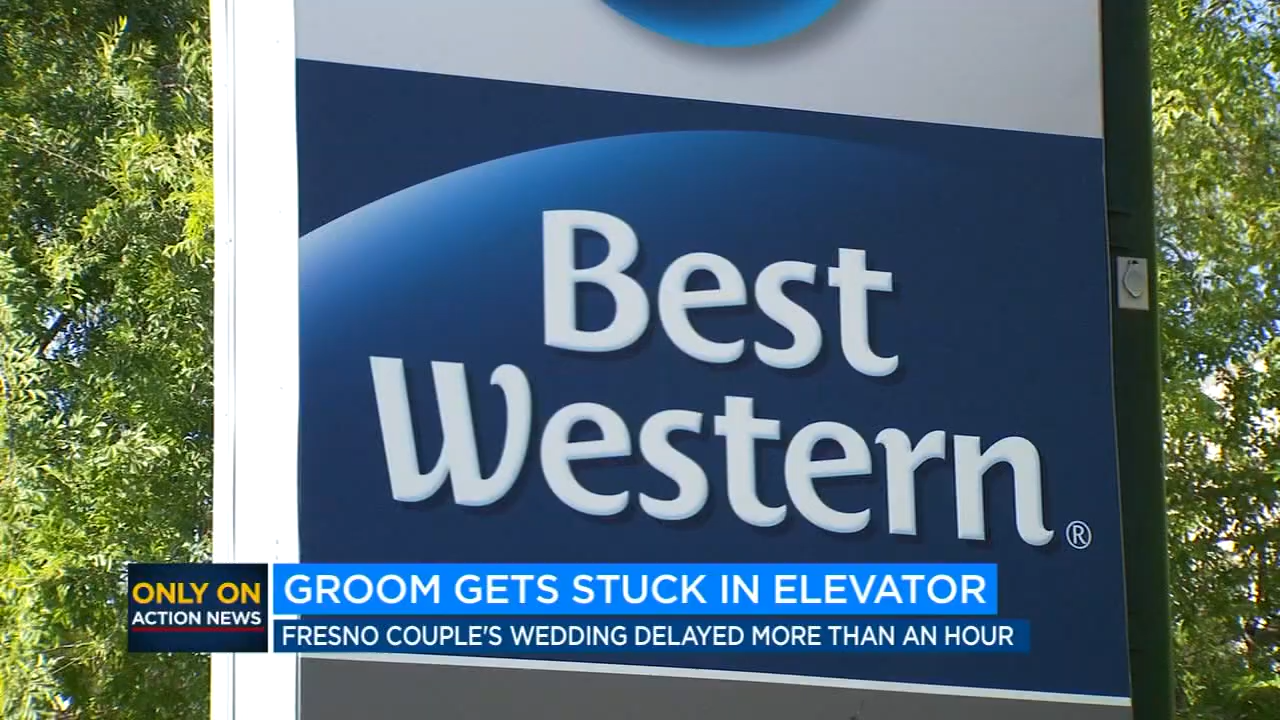 Best
Western®
ONLY ON
ACTION NEWS
GROOM GETS STUCK IN ELEVATOR
FRESNO COUPLE'S WEDDING DELAYED MORE THAN AN HOUR